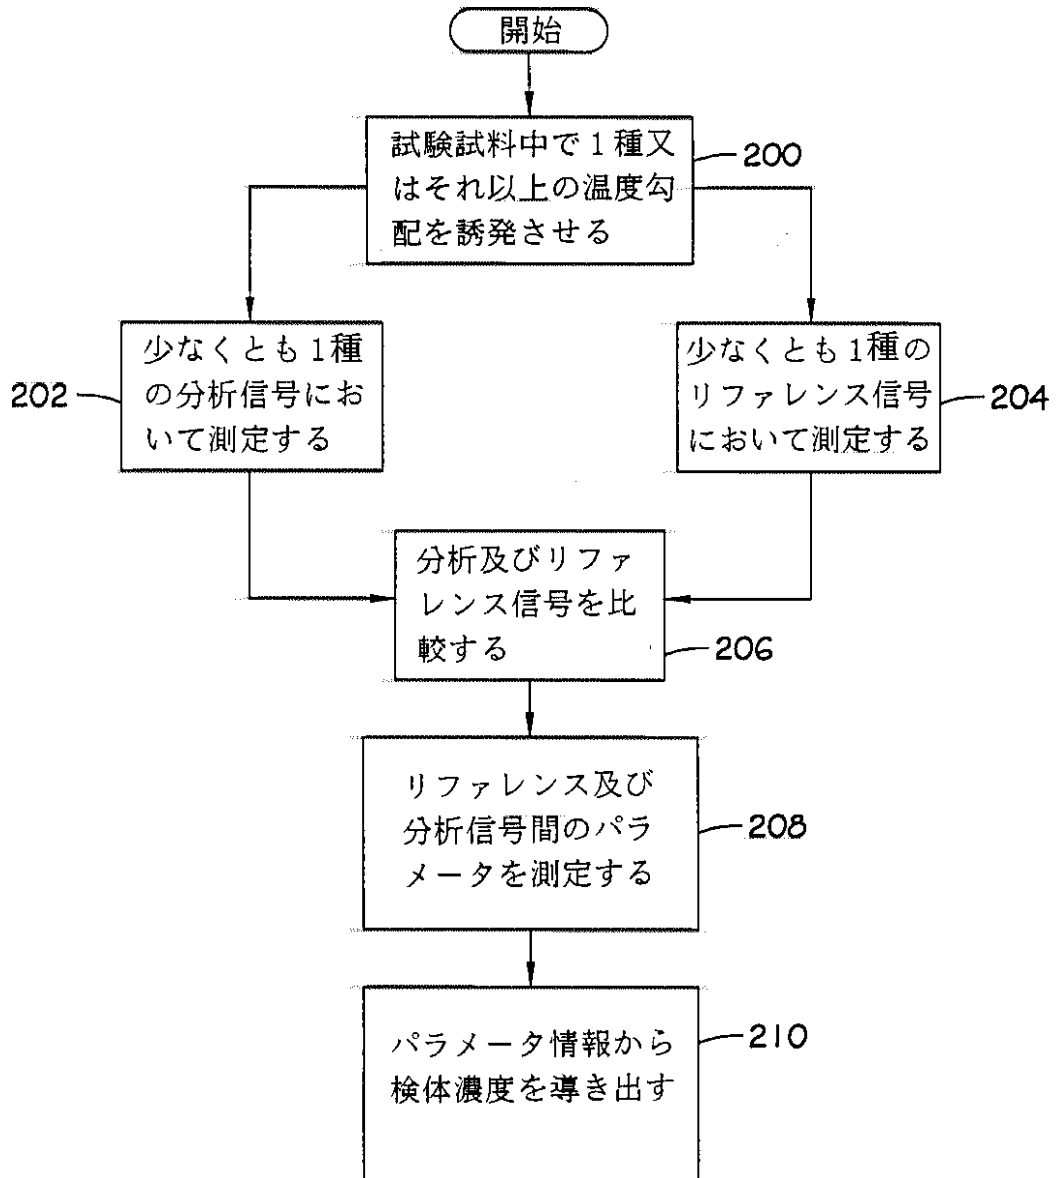 開始
試験試料中で1種又
はそれ以上の温度勾
配を誘発させる
200
少なくとも1種
の分析信号にお
いて測定する
202
少なくとも1種の
リファレンス信号
において測定する
204
分析及びリファ
レンス信号を比
較する
206
リファレンス及び
分析信号間のパラ
メータを測定する
208
パラメータ情報から
検体濃度を導き出す
210